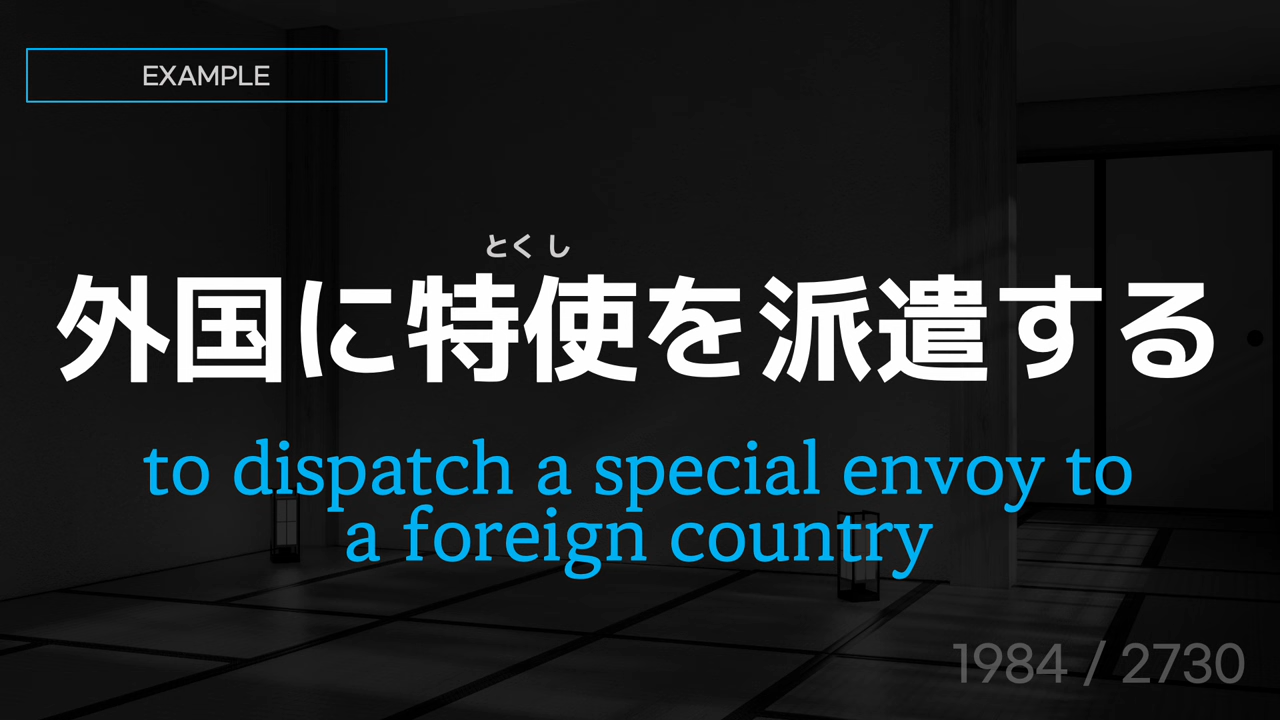 EXAMPLE
とくし
外国に特使を派遣する
to dispatch a special envoy to
a foreign country
1984 / 2730